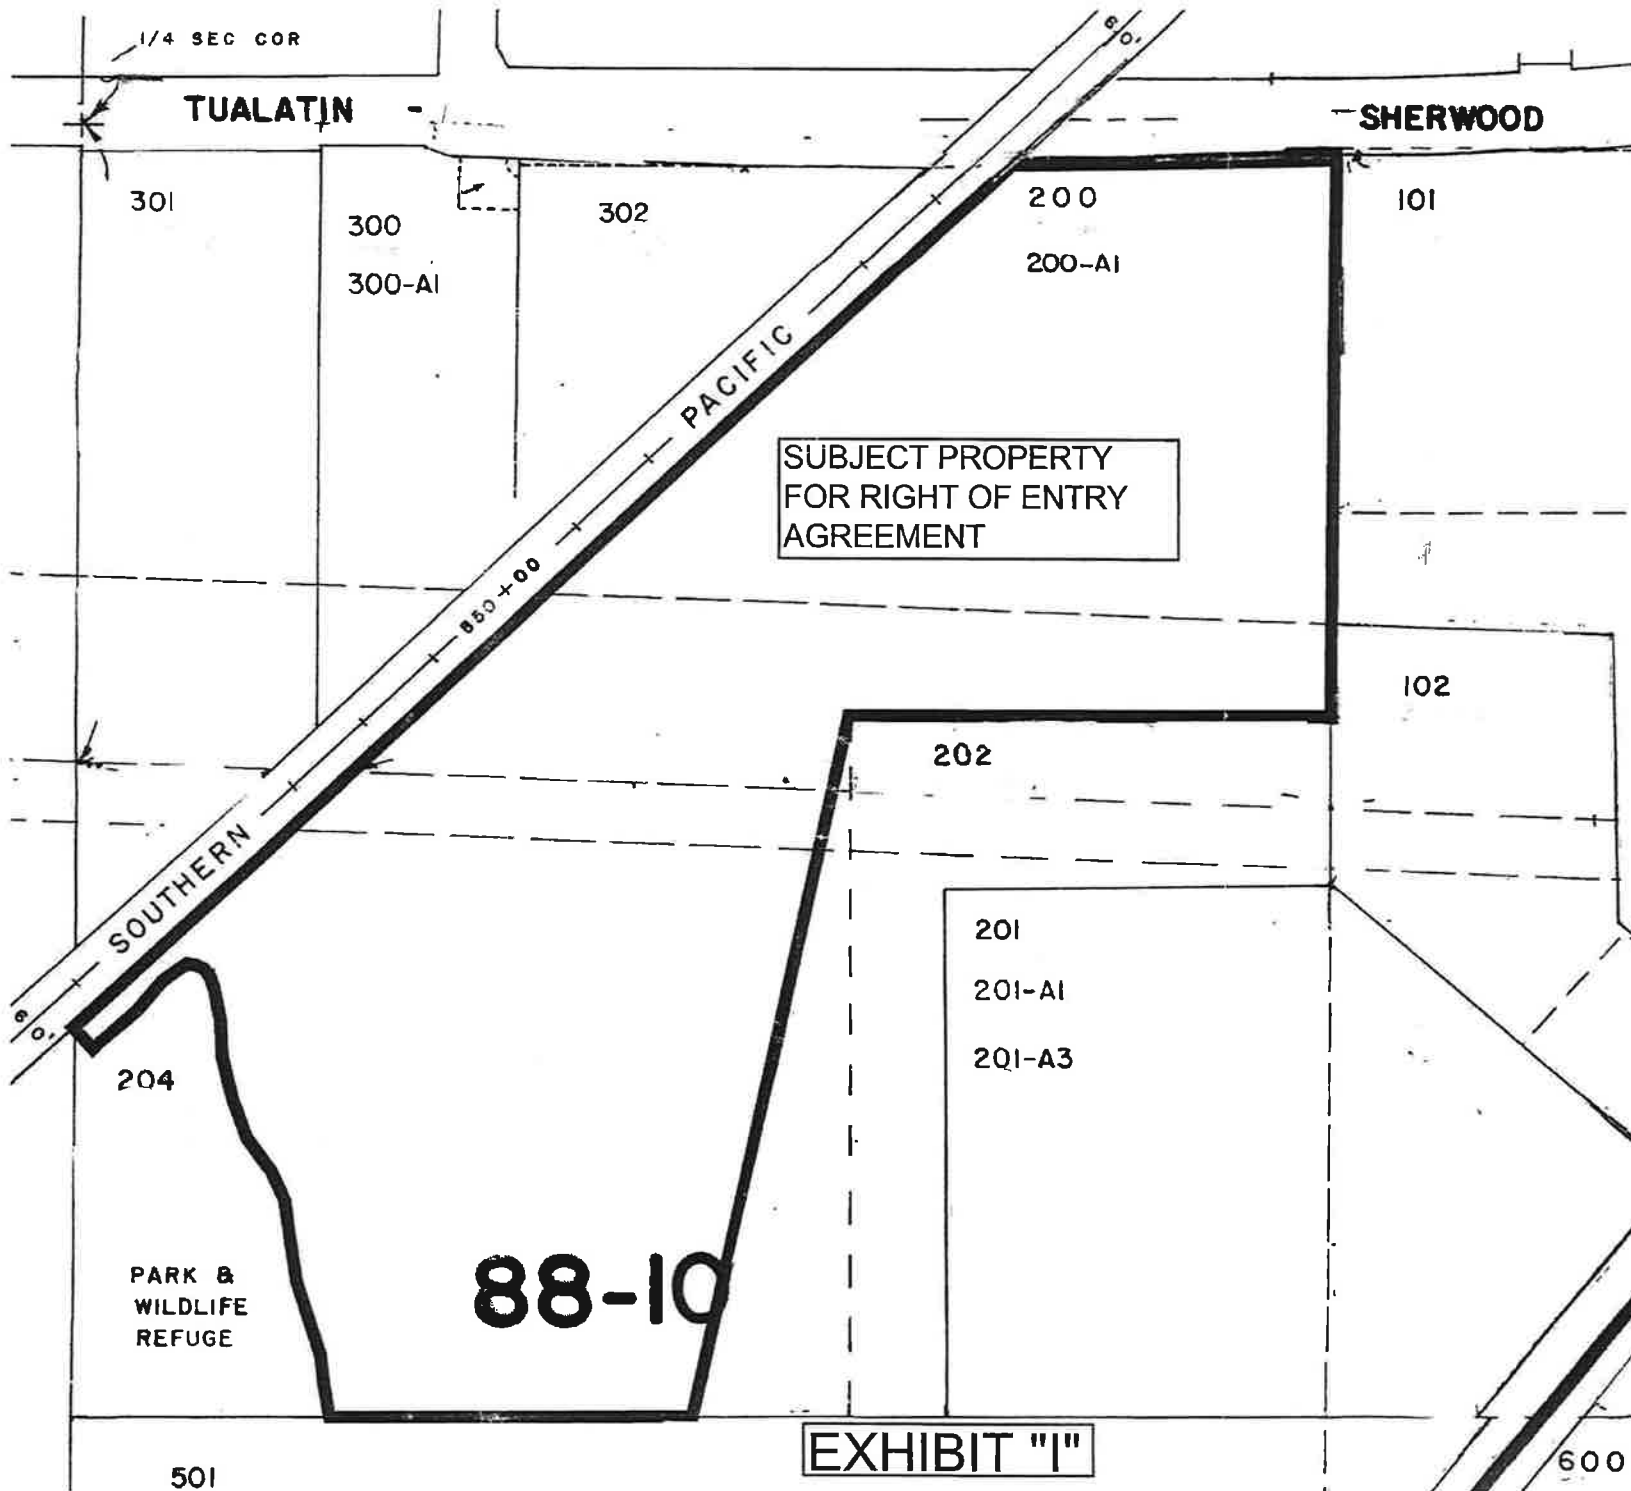 1/4 SEC COR
60'
TUALATIN - - SHERWOOD
301
300
300-A1
302
200
200-A1
101
PACIFIC
SUBJECT PROPERTY
FOR RIGHT OF ENTRY
AGREEMENT
850+00
102
202
SOUTHERN
201
201-A1
201-A3
60'
204
PARK &
WILDLIFE
REFUGE
88-10
EXHIBIT "1"
501
600